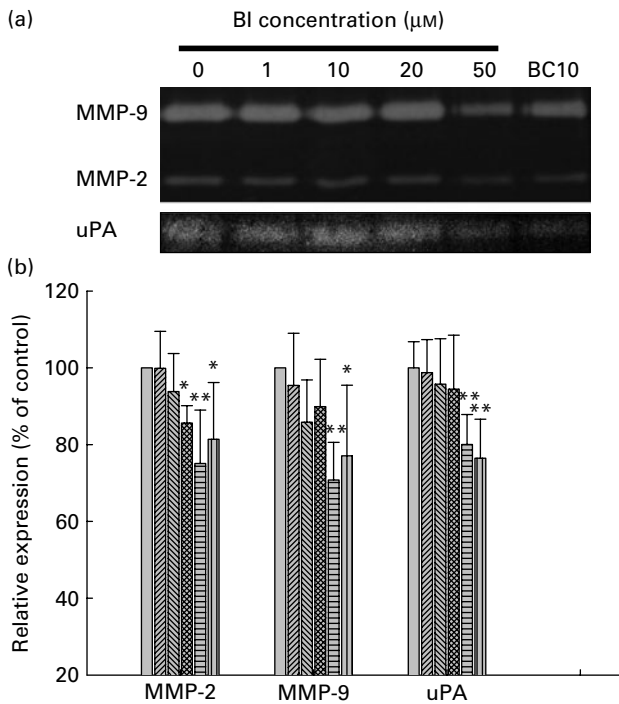 (a)
BI concentration (μM)
0 1 10 20 50 BC10
MMP-9
MMP-2
uPA
(b)
120
100
80
60
40
20
Relative expression (% of control)
* ** *
** *
** **
MMP-2 MMP-9 uPA